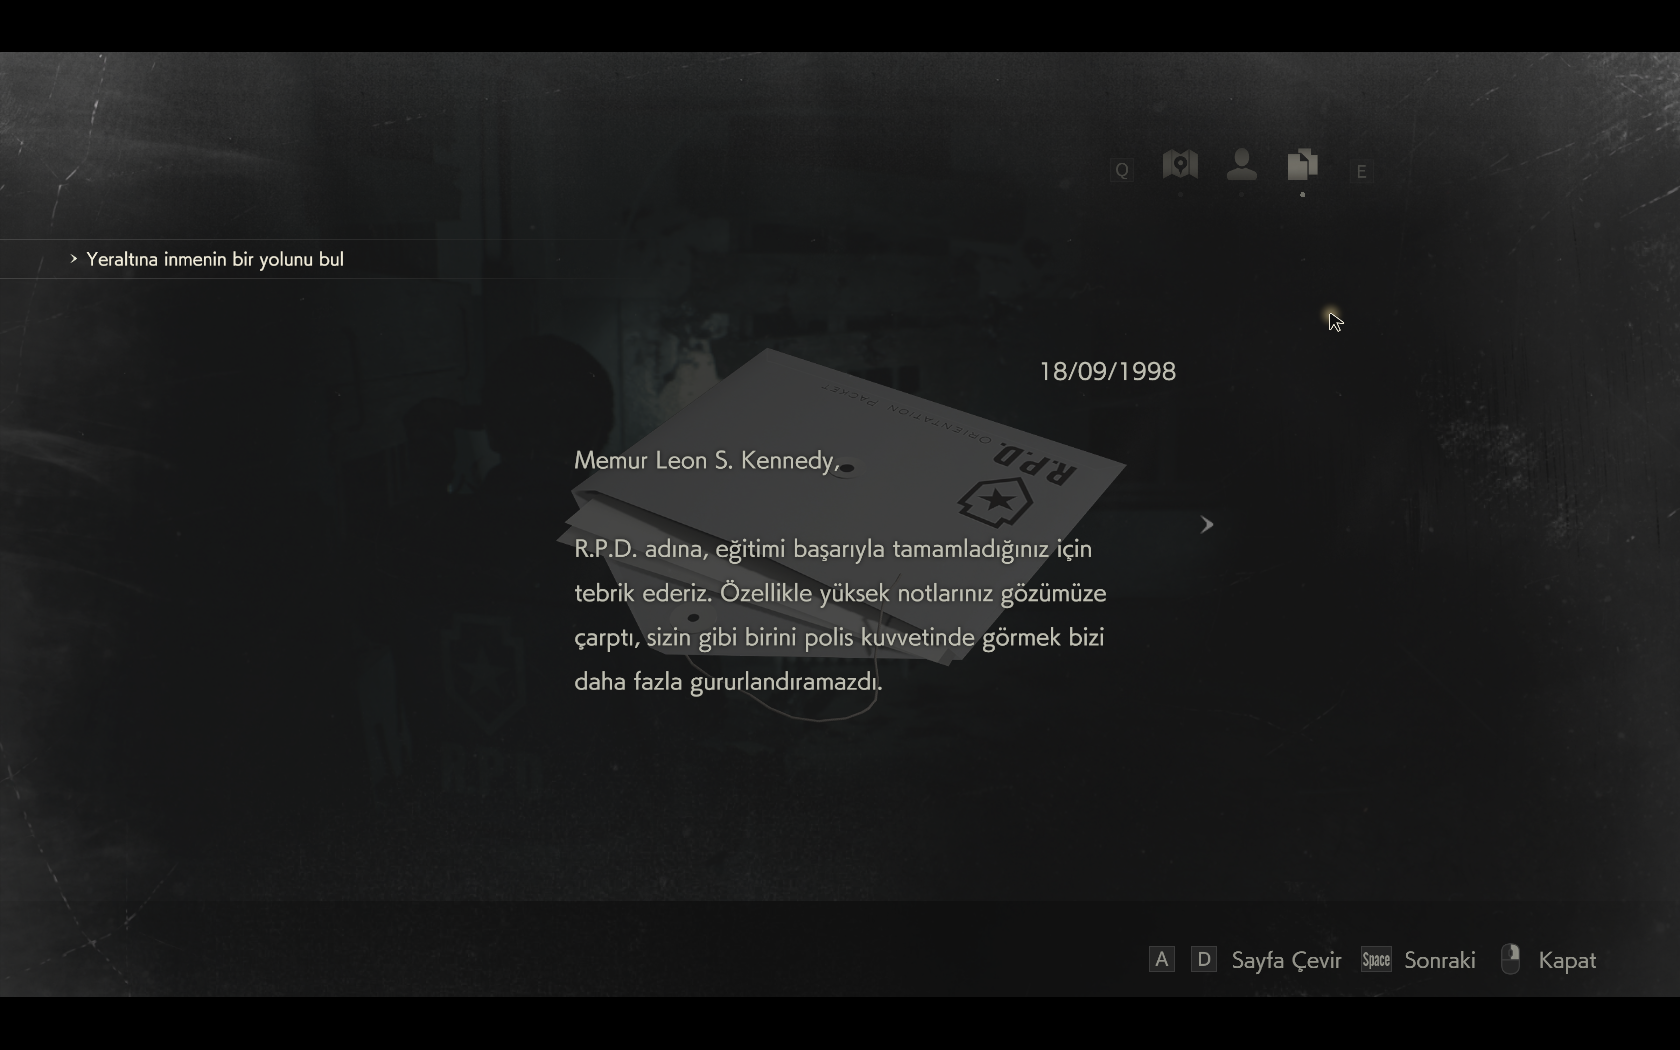 Q
E
› Yeraltına inmenin bir yolunu bul
18/09/1998
ORIENTATION PACKET
R.P.D.
Memur Leon S. Kennedy,
R.P.D. adına, eğitimi başarıyla tamamladığınız için
tebrik ederiz. Özellikle yüksek notlarınız gözümüze
çarptı, sizin gibi birini polis kuvvetinde görmek bizi
daha fazla gururlandıramazdı.
A D Sayfa Çevir Space Sonraki Kapat